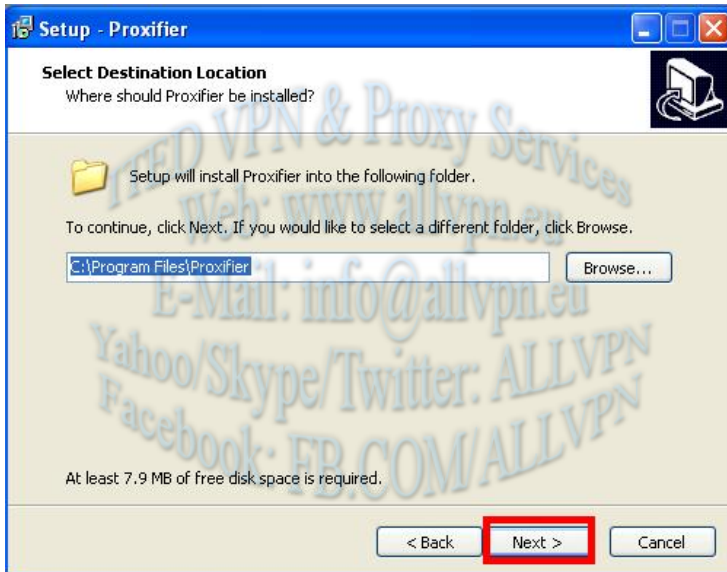 Setup - Proxifier
Select Destination Location
Where should Proxifier be installed?
Setup will install Proxifier into the following folder.
To continue, click Next. If you would like to select a different folder, click Browse.
C:\Program Files\Proxifier
Browse...
At least 7.9 MB of free disk space is required.
< Back
Next >
Cancel
ITED VPN & Proxy Services
Web: www.allvpn.eu
E-Mail: info@allvpn.eu
Yahoo/Skype/Twitter: ALLVPN
Facebook: FB.COM/ALLVPN